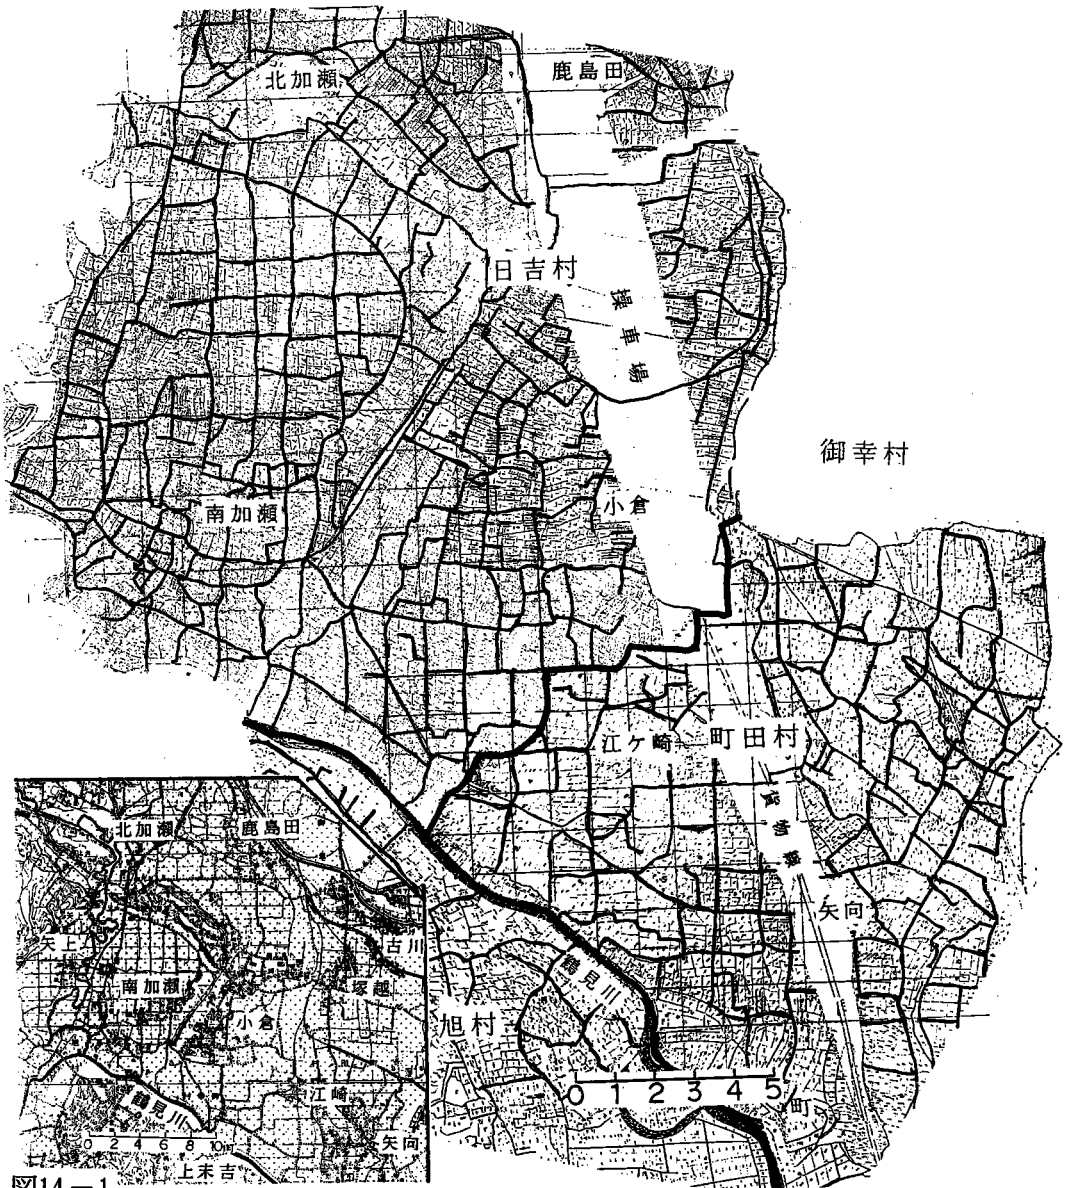 北加瀬
鹿島田
日吉村
操車場
御幸村
小倉
南加瀬
江ヶ崎
町田村
貨物線
矢向
鶴見川
旭村
0 1 2 3 4 5
町
北加瀬
鹿島田
矢上
古川
南加瀬
塚越
小倉
江崎
鶴見川
矢向
0 2 4 6 8 10
上末吉
図14－1